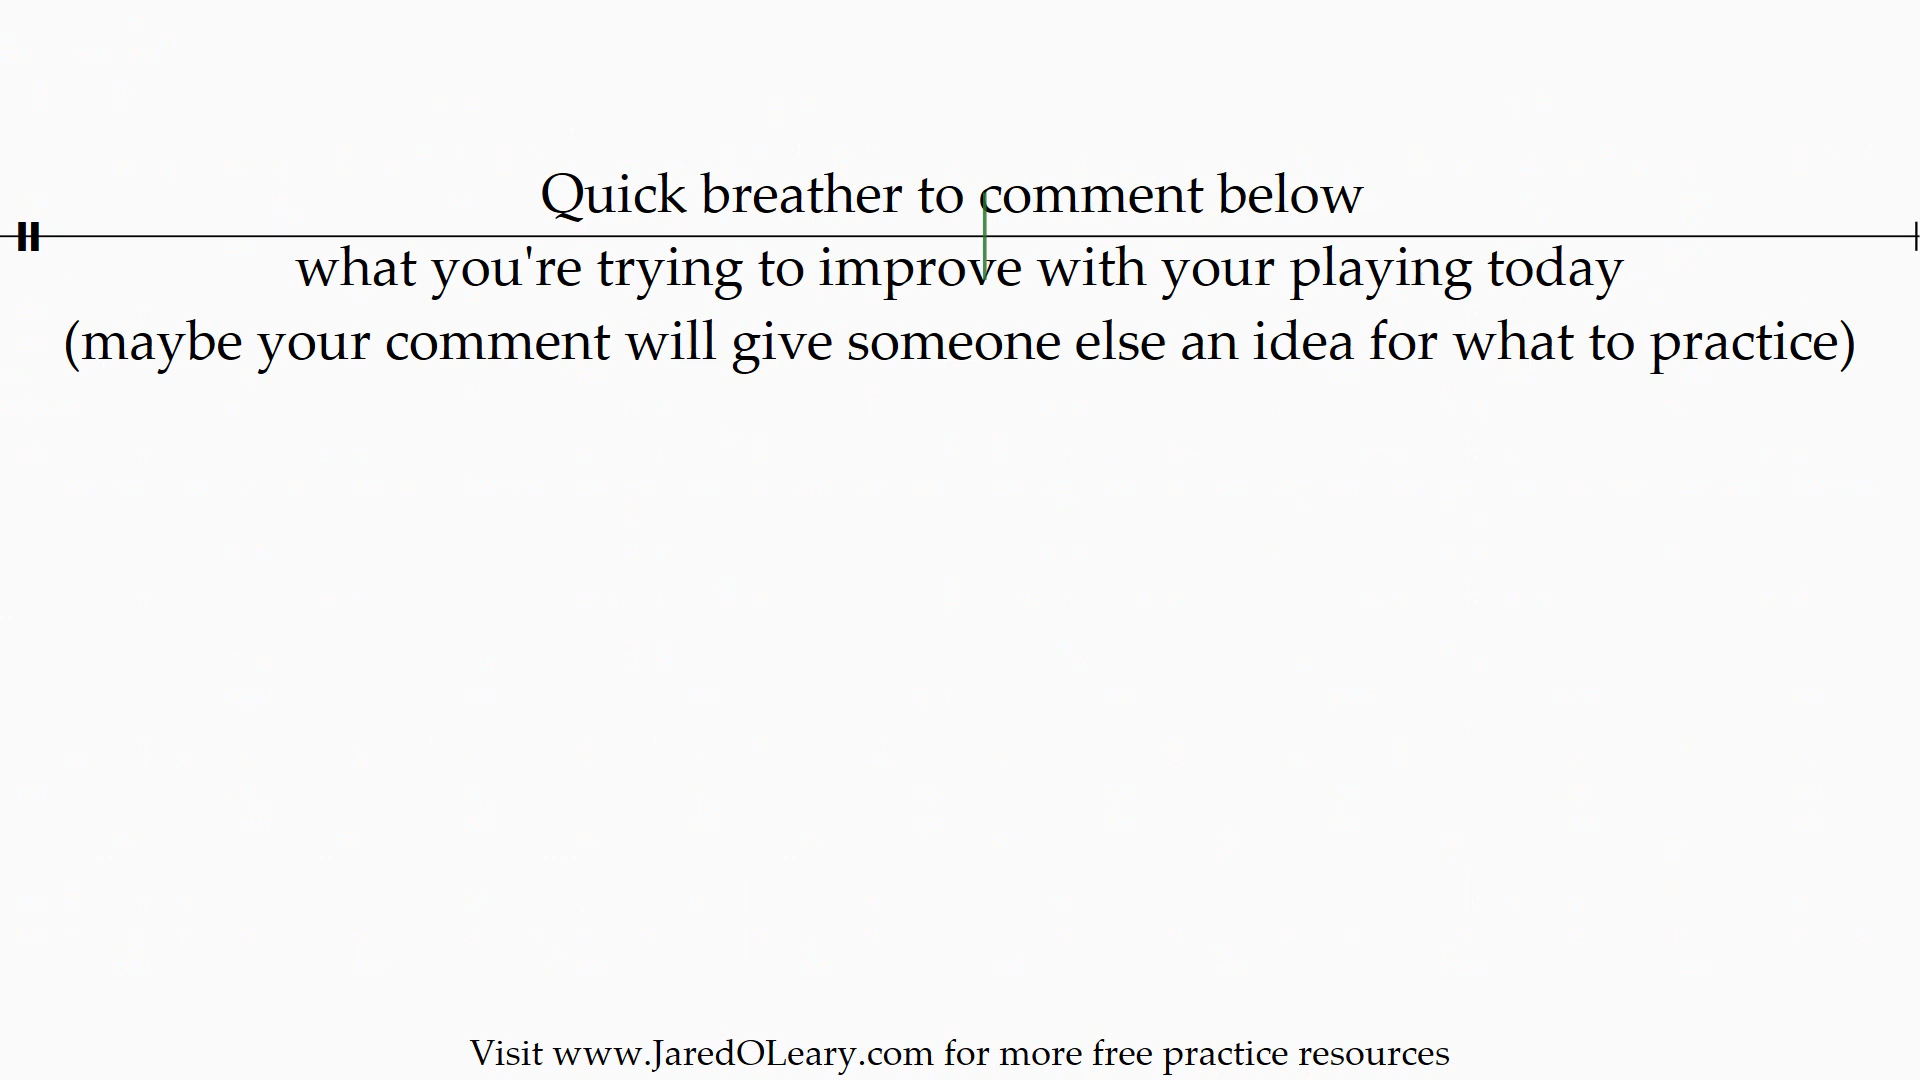 Quick breather to comment below
what you're trying to improve with your playing today
(maybe your comment will give someone else an idea for what to practice)
Visit www.JaredOLeary.com for more free practice resources